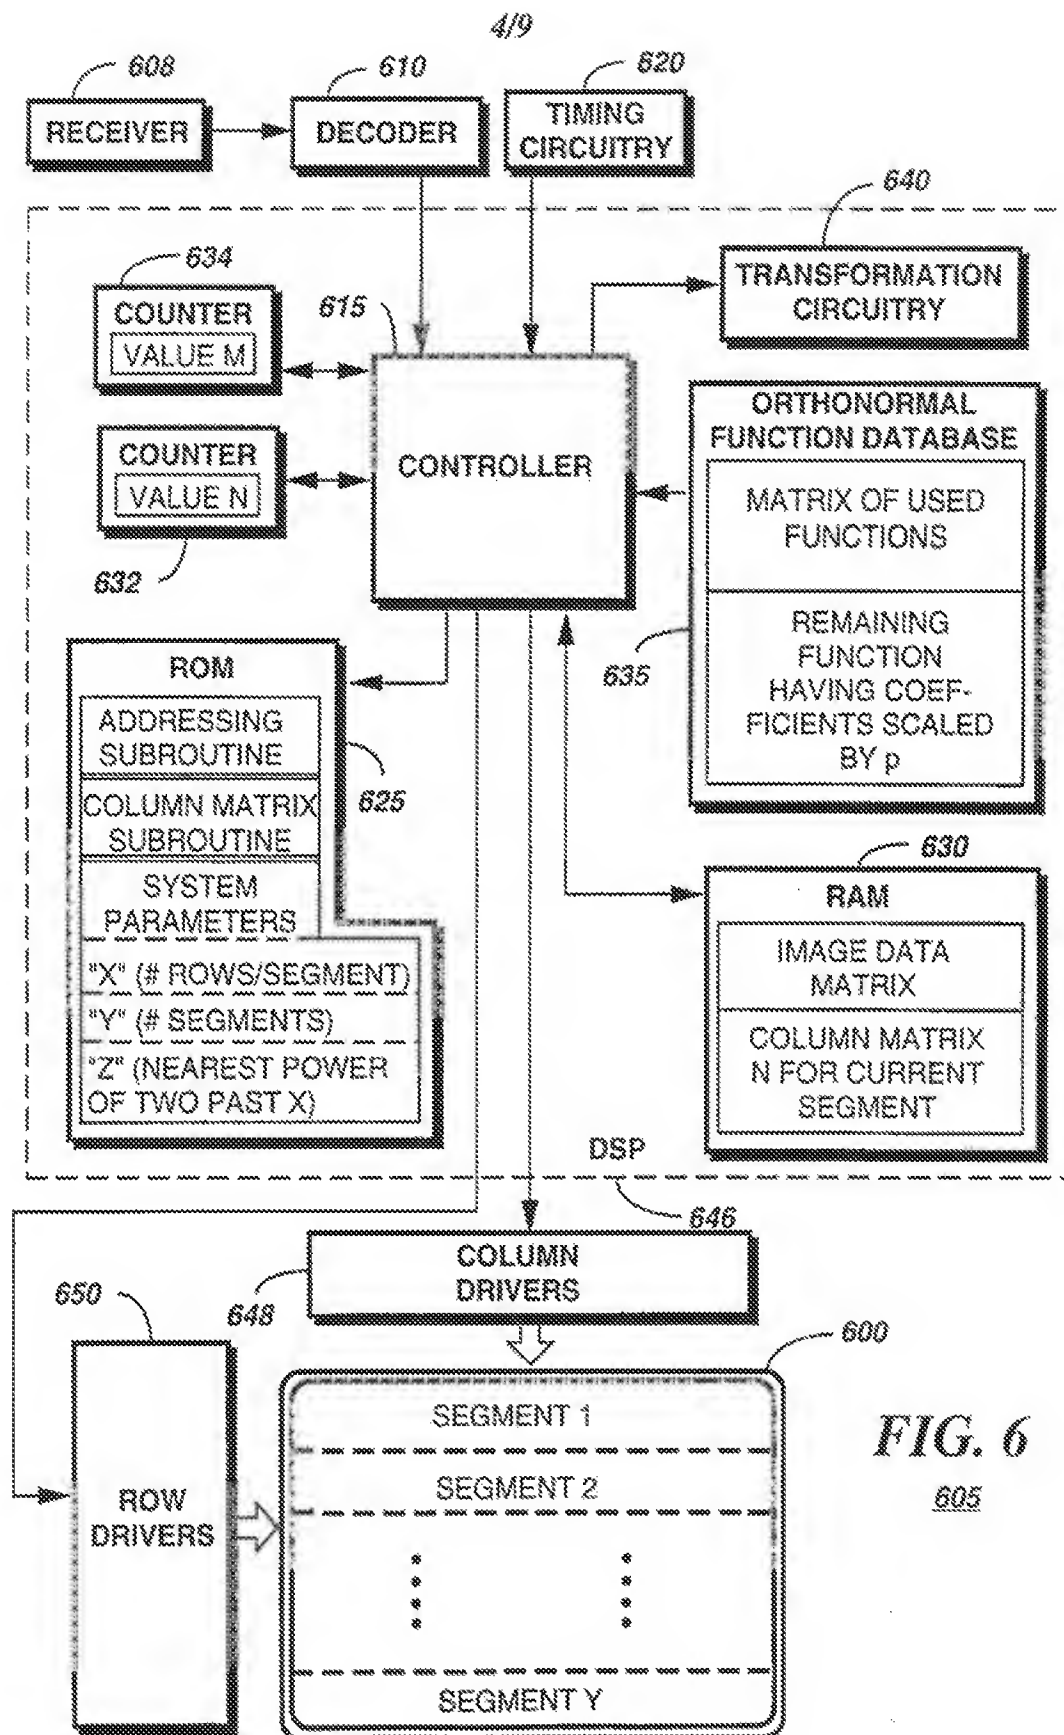 4/9
608
610
620
RECEIVER
DECODER
TIMING
CIRCUITRY
640
634
615
TRANSFORMATION
CIRCUITRY
COUNTER
VALUE M
ORTHONORMAL
FUNCTION DATABASE
COUNTER
VALUE N
CONTROLLER
MATRIX OF USED
FUNCTIONS
632
REMAINING
FUNCTION
HAVING COEF-
FICIENTS SCALED
BY p
635
ROM
ADDRESSING
SUBROUTINE
625
COLUMN MATRIX
SUBROUTINE
SYSTEM
PARAMETERS
"X" (# ROWS/SEGMENT)
"Y" (# SEGMENTS)
"Z" (NEAREST POWER
OF TWO PAST X)
630
RAM
IMAGE DATA
MATRIX
COLUMN MATRIX
N FOR CURRENT
SEGMENT
DSP
646
COLUMN
DRIVERS
648
650
600
SEGMENT 1
SEGMENT 2
SEGMENT Y
ROW
DRIVERS
FIG. 6
605